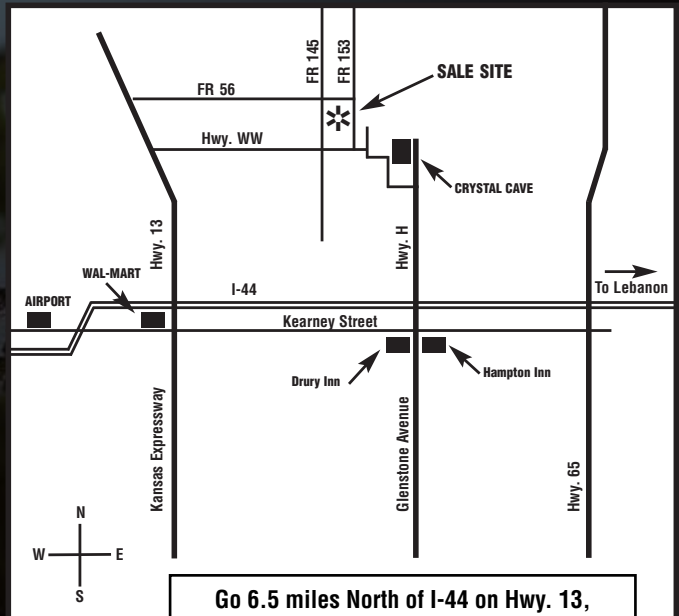 FR 145
FR 153
SALE SITE
FR 56
Hwy. WW
CRYSTAL CAVE
Hwy. 13
Hwy. H
WAL-MART
To Lebanon
I-44
AIRPORT
Kearney Street
Drury Inn
Hampton Inn
Kansas Expressway
Glenstone Avenue
Hwy. 65
N
W
E
S
Go 6.5 miles North of I-44 on Hwy. 13,